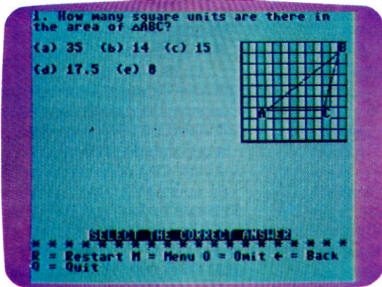 1. How many square units are there in
the area of △ABC?
(a) 35 (b) 14 (c) 15
(d) 17.5 (e) 8
B
A C
SELECT THE CORRECT ANSWER
* * * * * * * * * * * * * * * * * * *
R = Restart M = Menu O = Omit ← = Back
Q = Quit